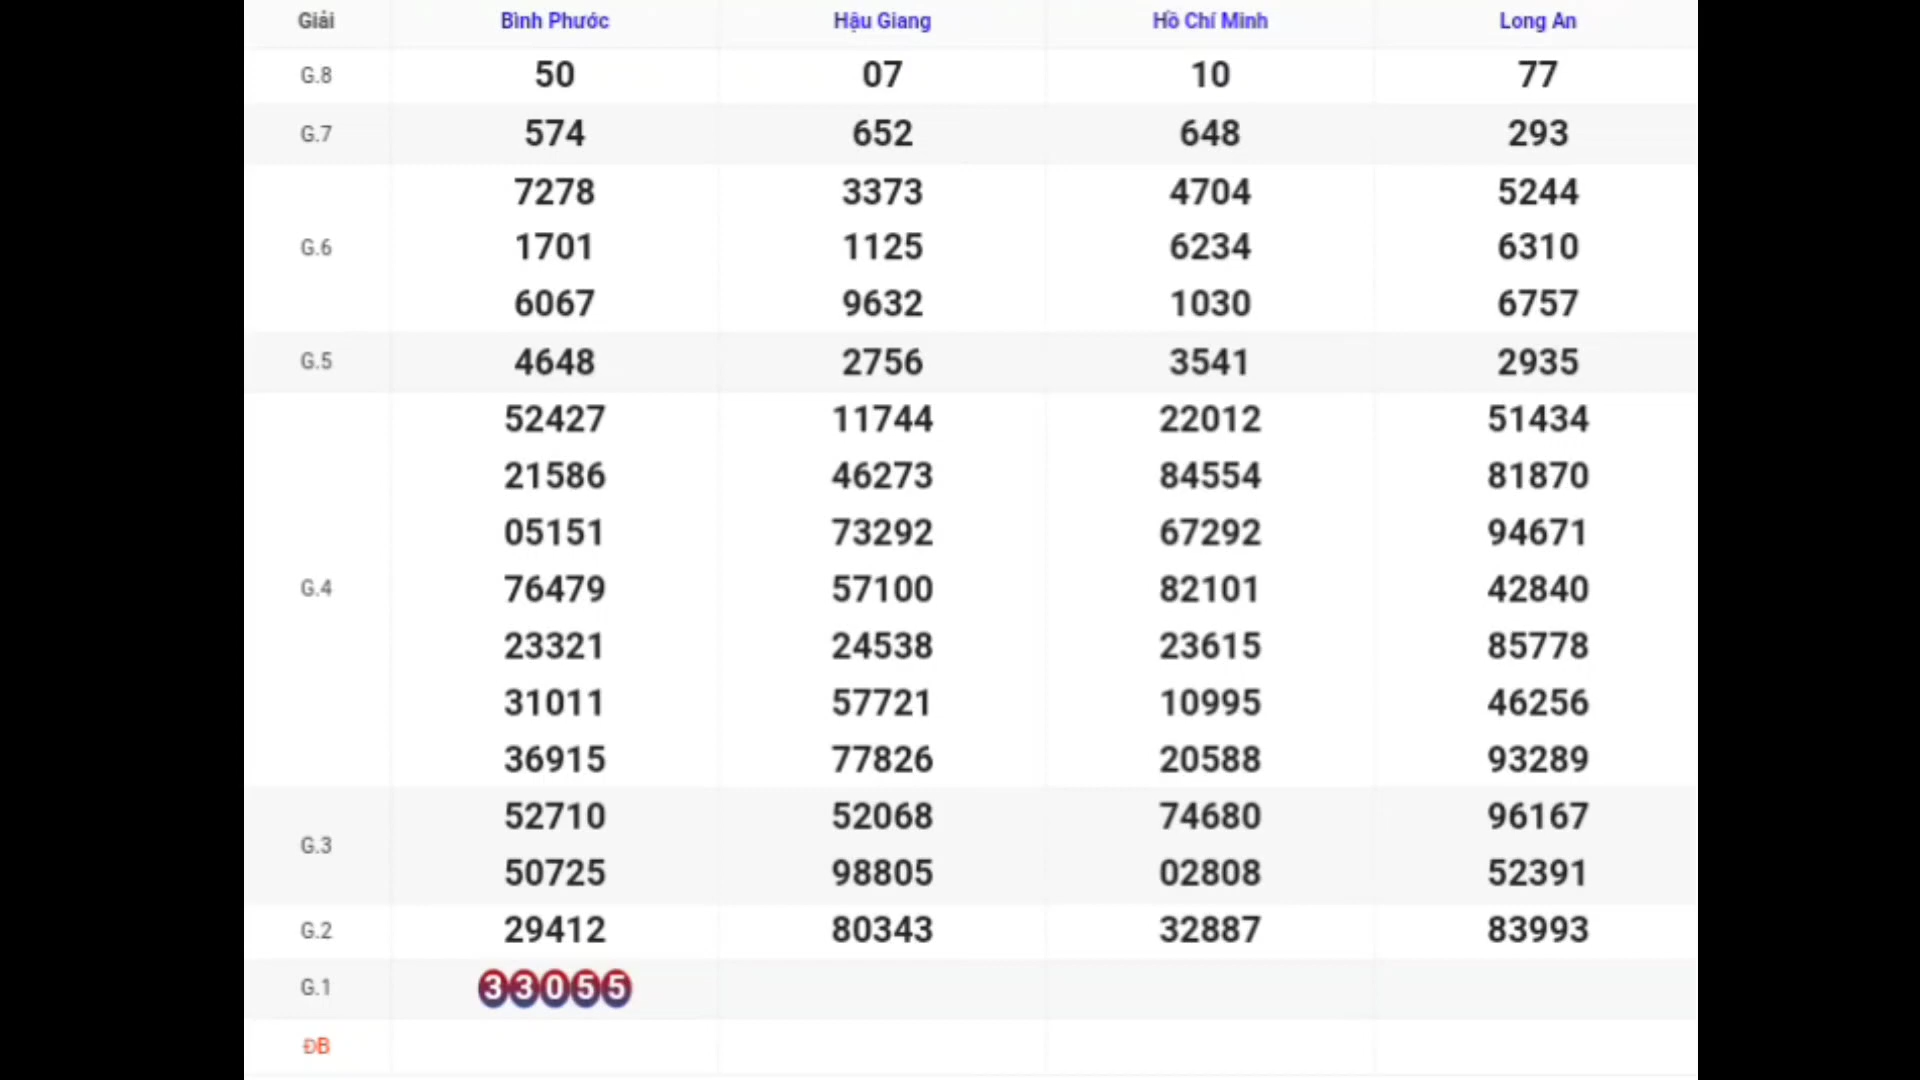 Giải Bình Phước Hậu Giang Hồ Chí Minh Long An
G.8 50 07 10 77
G.7 574 652 648 293
7278 3373 4704 5244
G.6 1701 1125 6234 6310
6067 9632 1030 6757
G.5 4648 2756 3541 2935
52427 11744 22012 51434
21586 46273 84554 81870
05151 73292 67292 94671
G.4 76479 57100 82101 42840
23321 24538 23615 85778
31011 57721 10995 46256
36915 77826 20588 93289
52710 52068 74680 96167
G.3
50725 98805 02808 52391
G.2 29412 80343 32887 83993
G.1 33055
ĐB